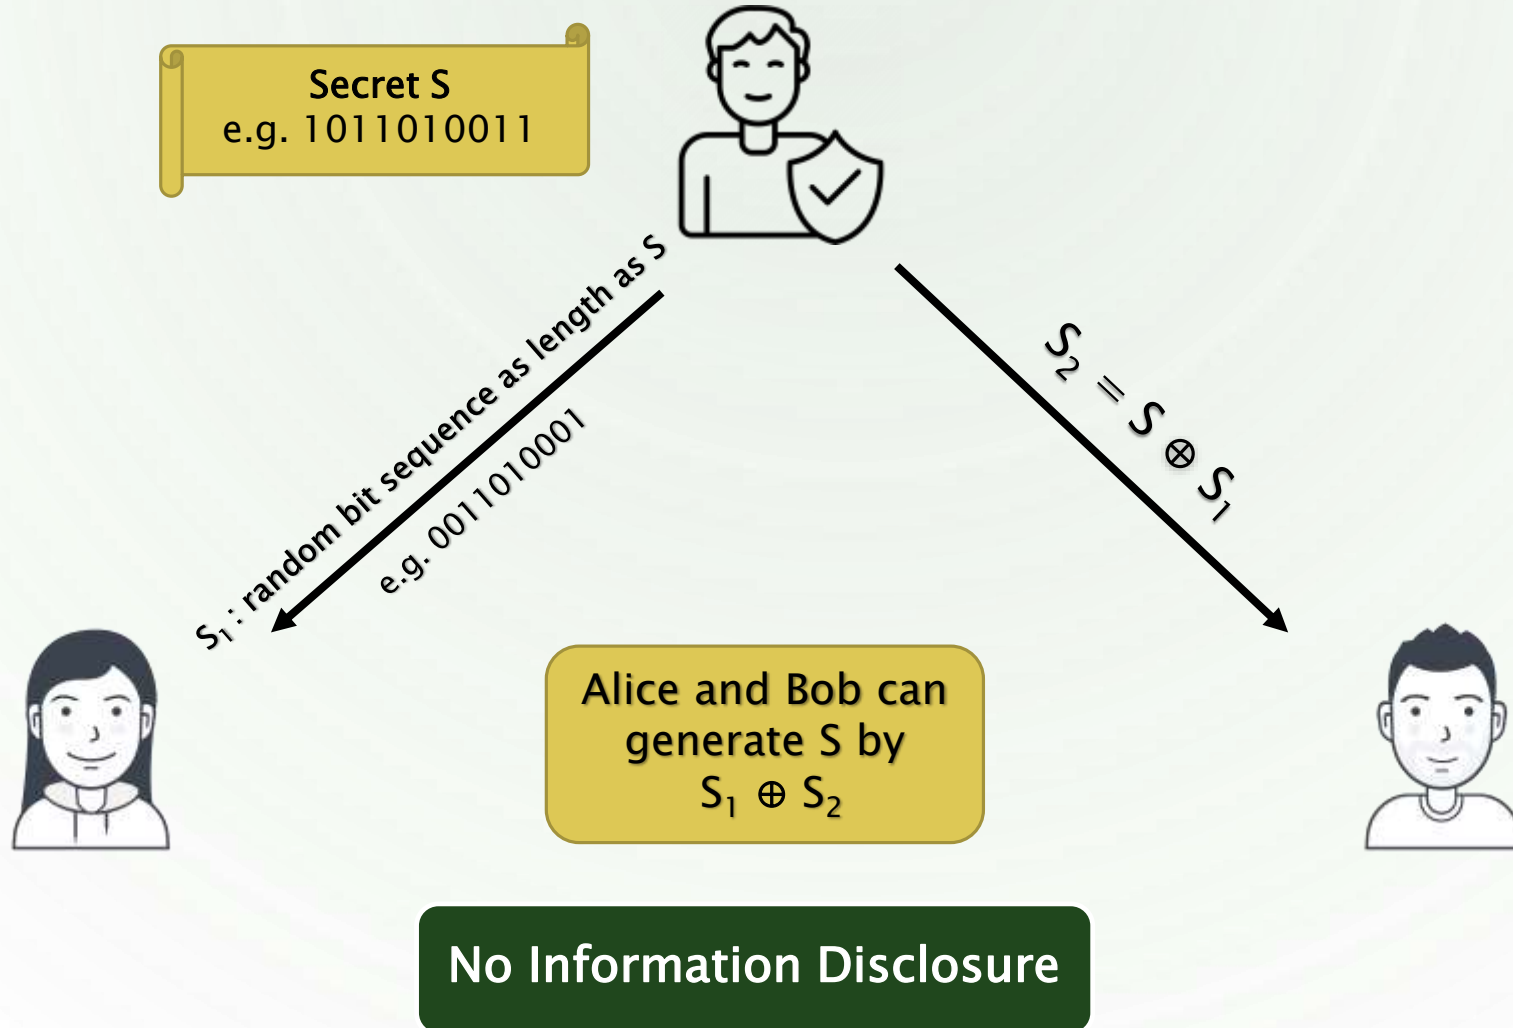 Secret S
e.g. 1011010011
S₁ : random bit sequence as length as S
e.g. 0011010001
S₂ = S ⊗ S₁
Alice and Bob can
generate S by
S₁ ⊕ S₂
No Information Disclosure